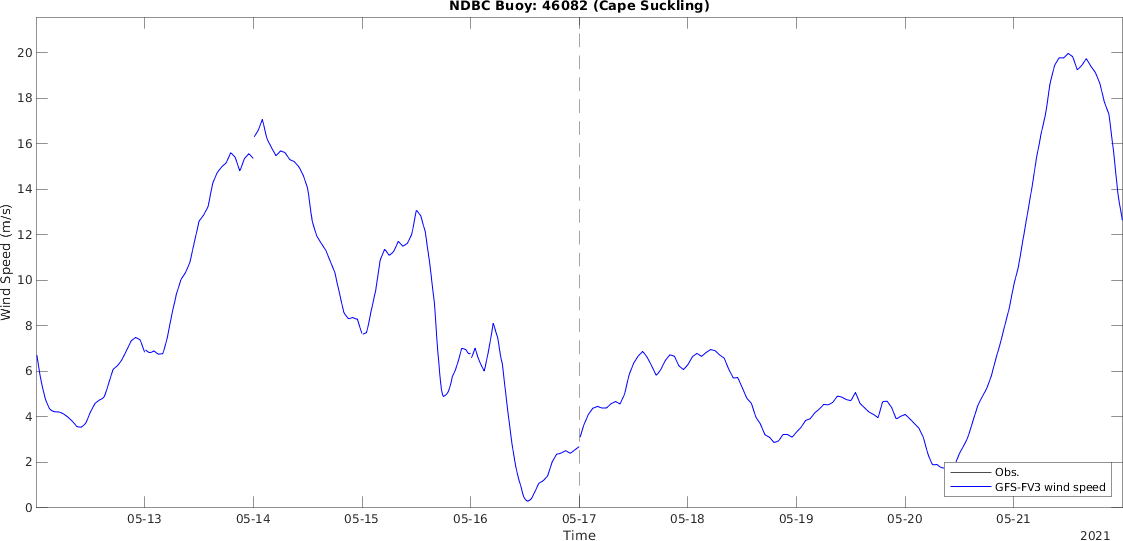 NDBC Buoy: 46082 (Cape Suckling)
20
18
16
14
12
10
8
6
4
2
0
Wind Speed (m/s)
Obs.
GFS-FV3 wind speed
05-13 05-14 05-15 05-16 05-17 05-18 05-19 05-20 05-21
Time
2021